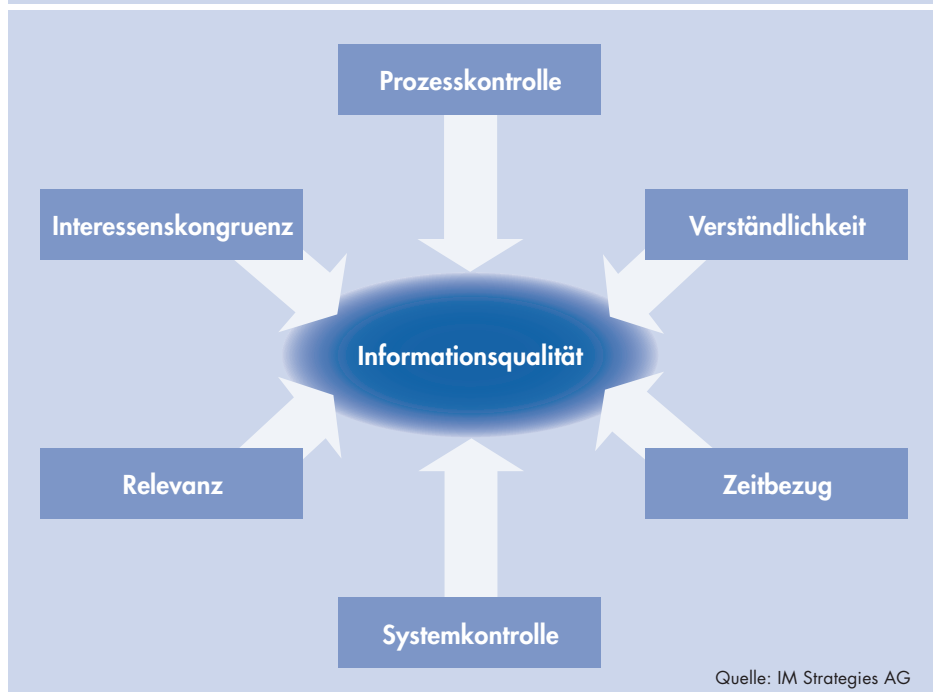 Prozesskontrolle
Interessenskongruenz
Verständlichkeit
Informationsqualität
Relevanz
Zeitbezug
Systemkontrolle
Quelle: IM Strategies AG